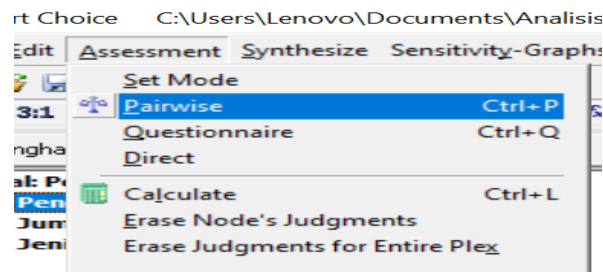 rt Choice C:\Users\Lenovo\Documents\Analisis
Edit Assessment Synthesize Sensitivity-Graphs
Set Mode
3:1 Pairwise Ctrl+P
Questionnaire Ctrl+Q
ngha
Direct
al: Pe
Pen Calculate Ctrl+L
Jum Erase Node's Judgments
Jeni Erase Judgments for Entire Plex